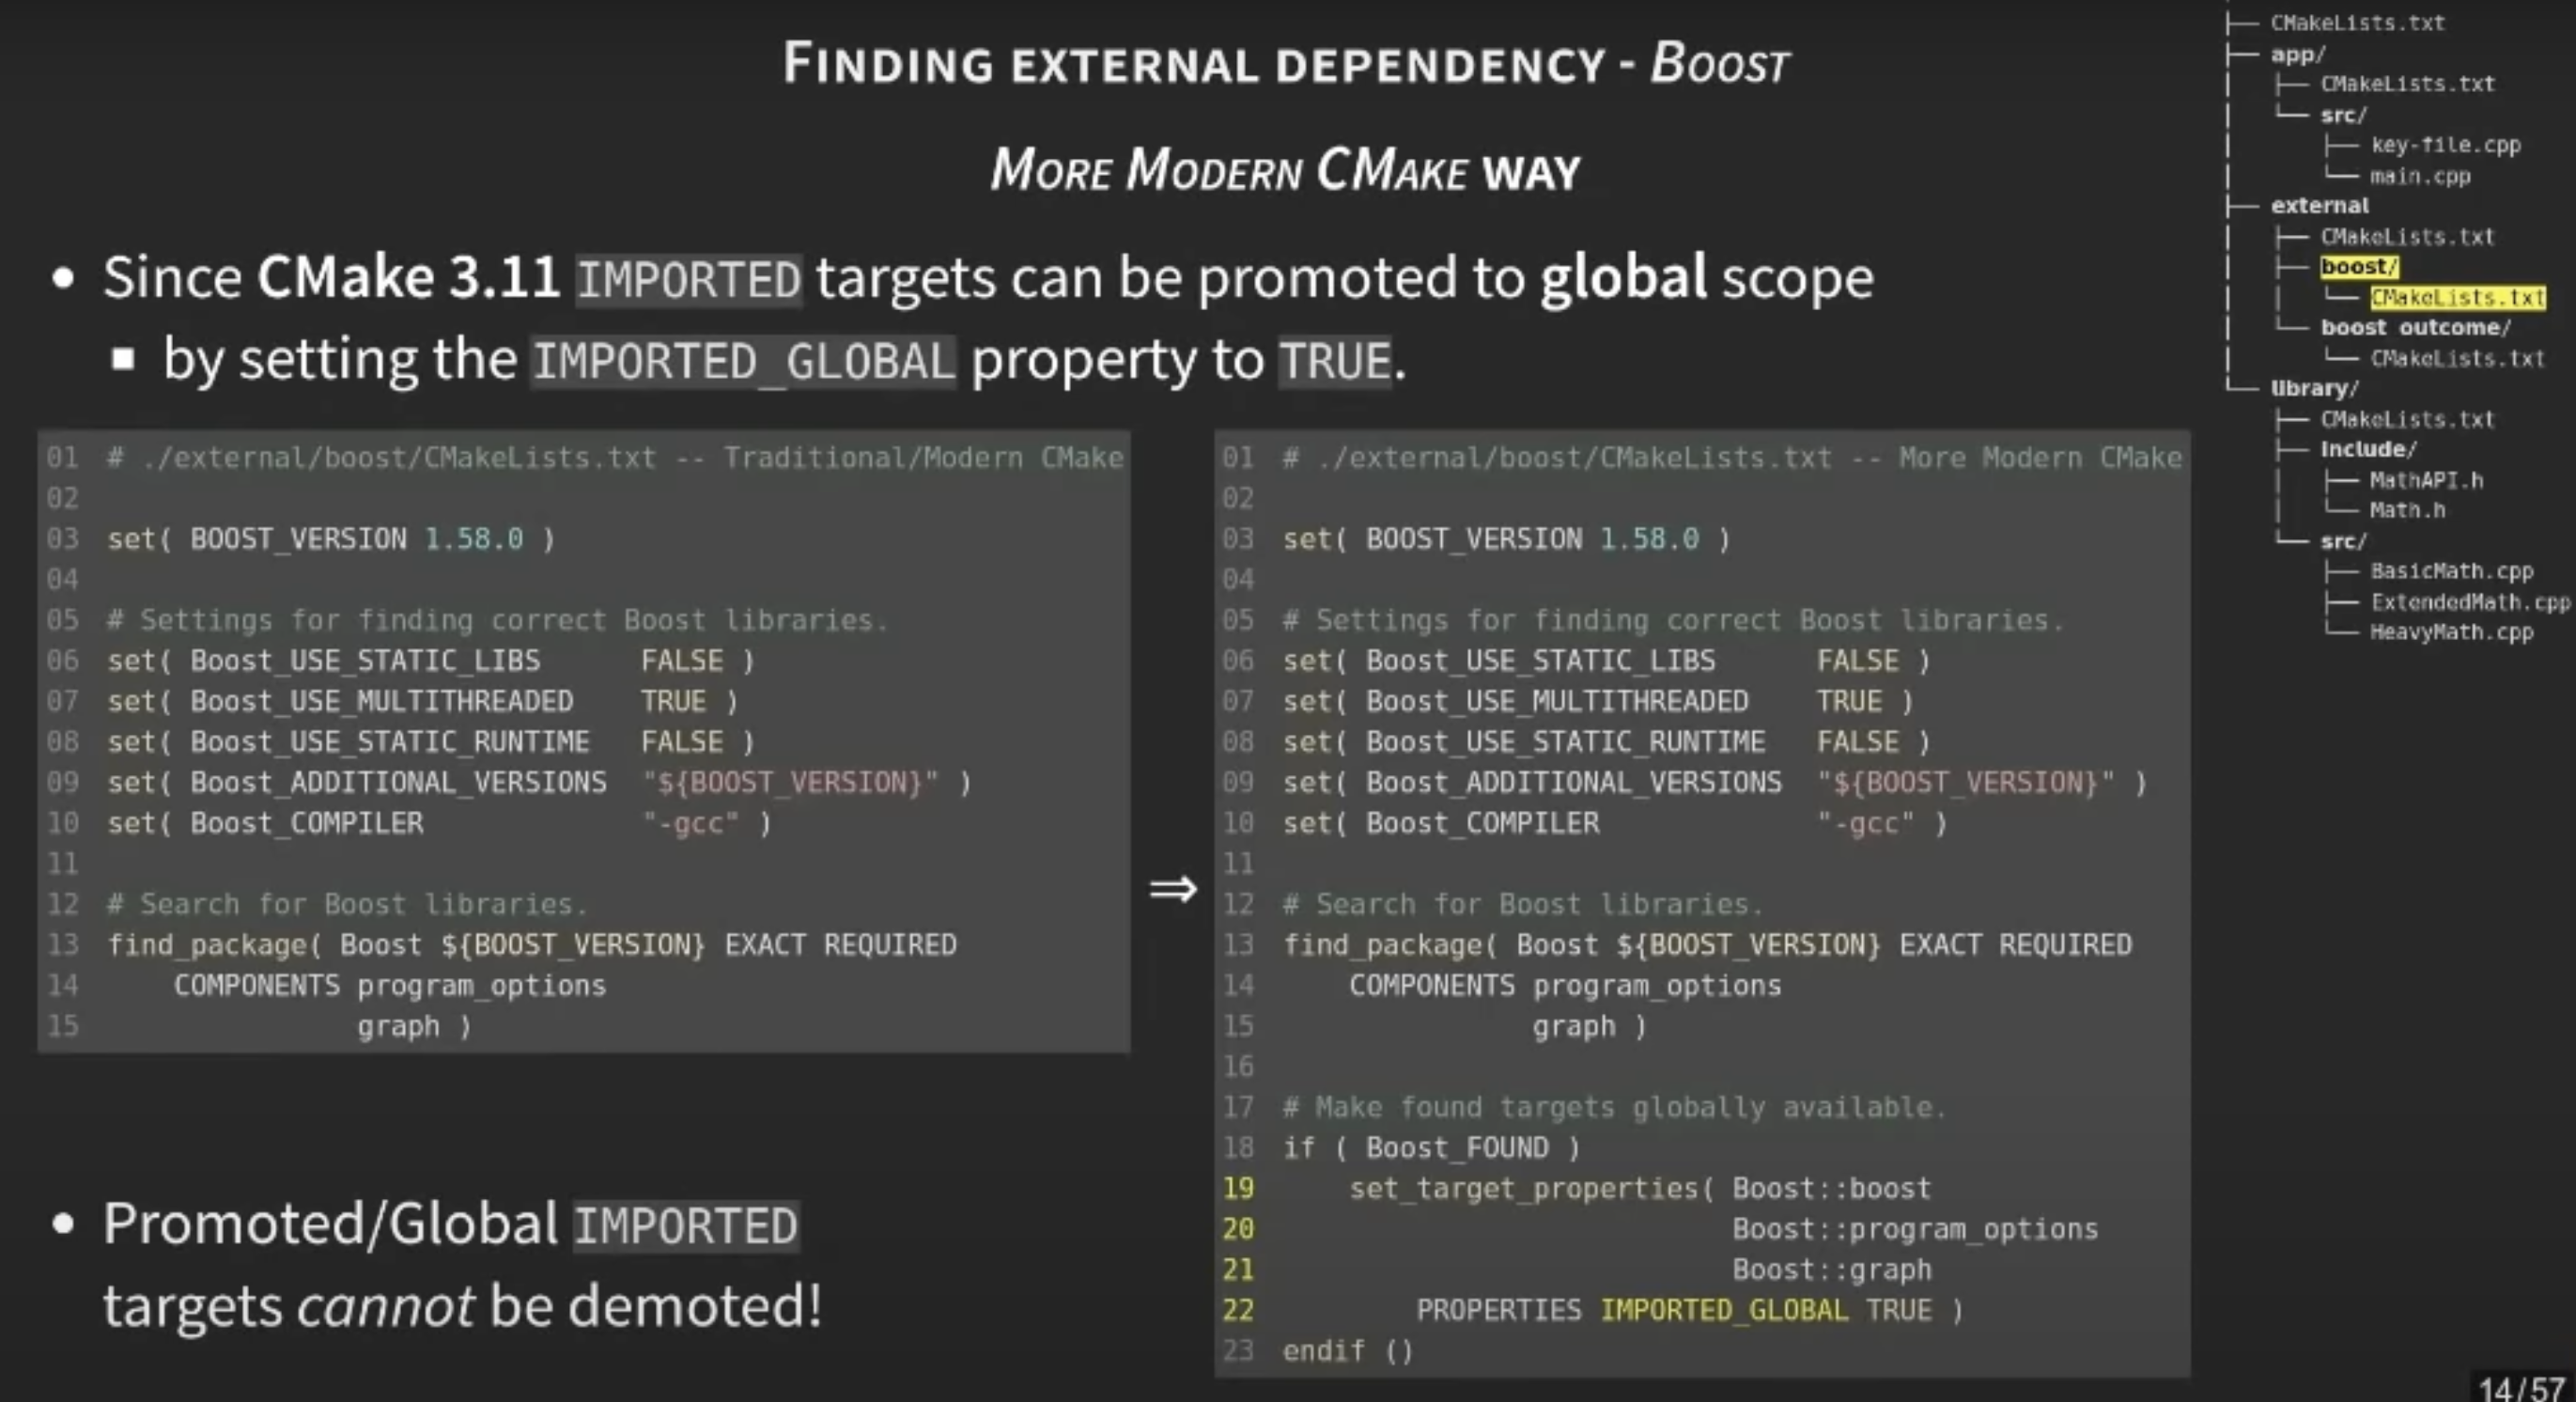 FINDING EXTERNAL DEPENDENCY - BOOST
MORE MODERN CMAKE WAY
• Since CMake 3.11 IMPORTED targets can be promoted to global scope
▪ by setting the IMPORTED_GLOBAL property to TRUE.
01 # ./external/boost/CMakeLists.txt -- Traditional/Modern CMake
02
03 set( BOOST_VERSION 1.58.0 )
04
05 # Settings for finding correct Boost libraries.
06 set( Boost_USE_STATIC_LIBS      FALSE )
07 set( Boost_USE_MULTITHREADED    TRUE )
08 set( Boost_USE_STATIC_RUNTIME   FALSE )
09 set( Boost_ADDITIONAL_VERSIONS  "${BOOST_VERSION}" )
10 set( Boost_COMPILER             "-gcc" )
11
12 # Search for Boost libraries.
13 find_package( Boost ${BOOST_VERSION} EXACT REQUIRED
14     COMPONENTS program_options
15                graph )
⇒
01 # ./external/boost/CMakeLists.txt -- More Modern CMake
02
03 set( BOOST_VERSION 1.58.0 )
04
05 # Settings for finding correct Boost libraries.
06 set( Boost_USE_STATIC_LIBS      FALSE )
07 set( Boost_USE_MULTITHREADED    TRUE )
08 set( Boost_USE_STATIC_RUNTIME   FALSE )
09 set( Boost_ADDITIONAL_VERSIONS  "${BOOST_VERSION}" )
10 set( Boost_COMPILER             "-gcc" )
11
12 # Search for Boost libraries.
13 find_package( Boost ${BOOST_VERSION} EXACT REQUIRED
14     COMPONENTS program_options
15                graph )
16
17 # Make found targets globally available.
18 if ( Boost_FOUND )
19     set_target_properties( Boost::boost
20                            Boost::program_options
21                            Boost::graph
22         PROPERTIES IMPORTED_GLOBAL TRUE )
23 endif ()
• Promoted/Global IMPORTED
targets cannot be demoted!
├── CMakeLists.txt
├── app/
│   ├── CMakeLists.txt
│   └── src/
│       ├── key-file.cpp
│       └── main.cpp
├── external
│   ├── CMakeLists.txt
│   ├── boost/
│   │   └── CMakeLists.txt
│   └── boost outcome/
│       └── CMakeLists.txt
└── library/
    ├── CMakeLists.txt
    ├── Include/
    │   ├── MathAPI.h
    │   └── Math.h
    └── src/
        ├── BasicMath.cpp
        ├── ExtendedMath.cpp
        └── HeavyMath.cpp
14/57